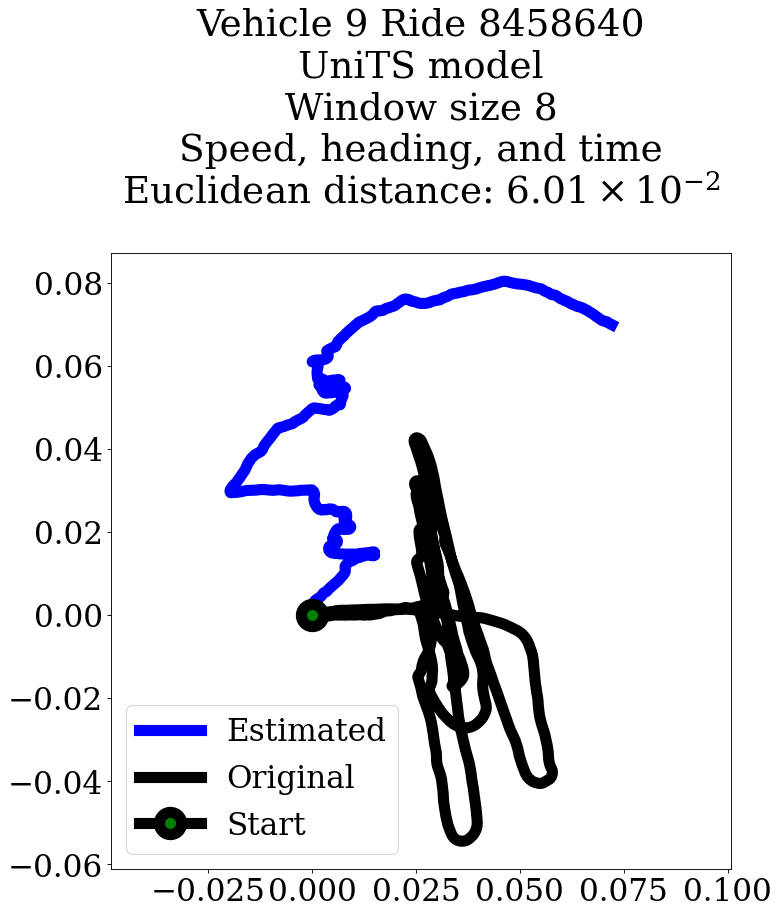 Vehicle 9 Ride 8458640
UniTS model
Window size 8
Speed, heading, and time
Euclidean distance: 6.01 × 10⁻²
0.08
0.06
0.04
0.02
0.00
−0.02
−0.04
−0.06
Estimated
Original
Start
−0.025 0.000 0.025 0.050 0.075 0.100